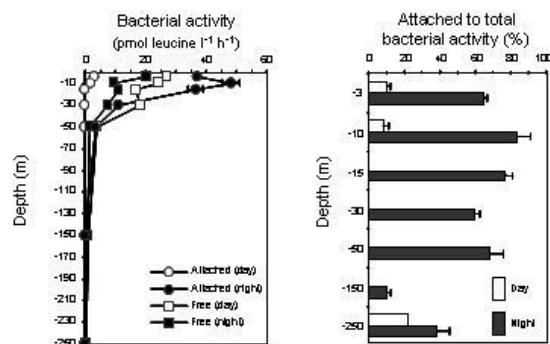 Bacterial activity
(pmol leucine l⁻¹ h⁻¹)
0 20 40 60
-10
-30
-50
-70
-90
-110
-130
-150
-170
-190
-210
-230
-250
Depth (m)
Attached (day)
Attached (night)
Free (day)
Free (night)
Attached to total
bacterial activity (%)
0 20 40 60 80 100
-3
-10
-15
-30
-50
-150
-250
Depth (m)
Day
Night